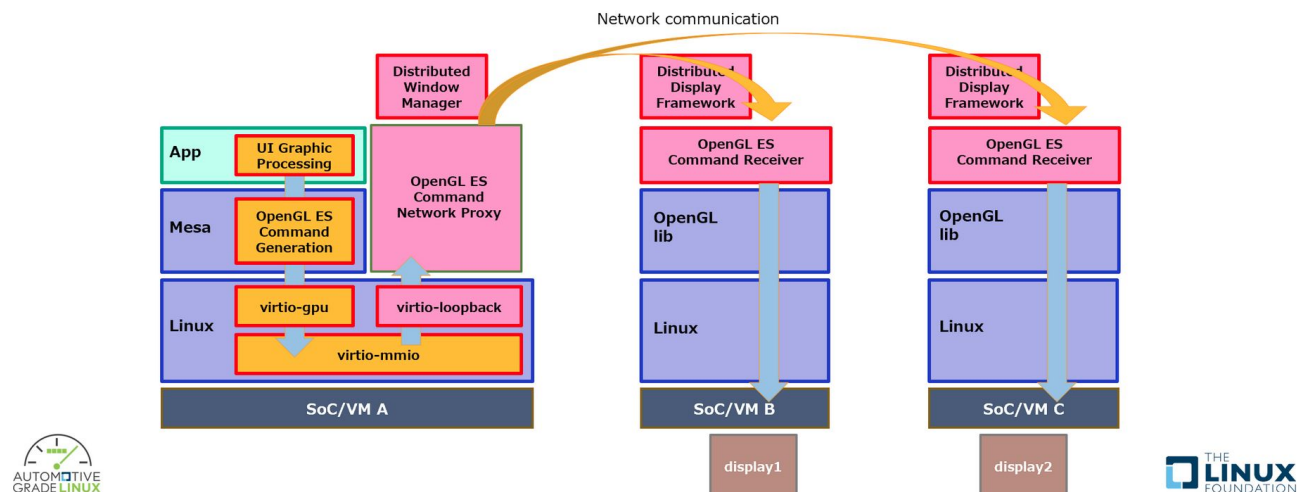 Network communication
Distributed
Window
Manager
Distributed
Display
Framework
Distributed
Display
Framework
App
UI Graphic
Processing
OpenGL ES
Command
Network Proxy
OpenGL ES
Command Receiver
OpenGL ES
Command Receiver
Mesa
OpenGL ES
Command
Generation
OpenGL
lib
OpenGL
lib
Linux
virtio-gpu
virtio-loopback
virtio-mmio
Linux
Linux
SoC/VM A
SoC/VM B
SoC/VM C
display1
display2
AUTOMOTIVE
GRADE LINUX
THE
LINUX
FOUNDATION